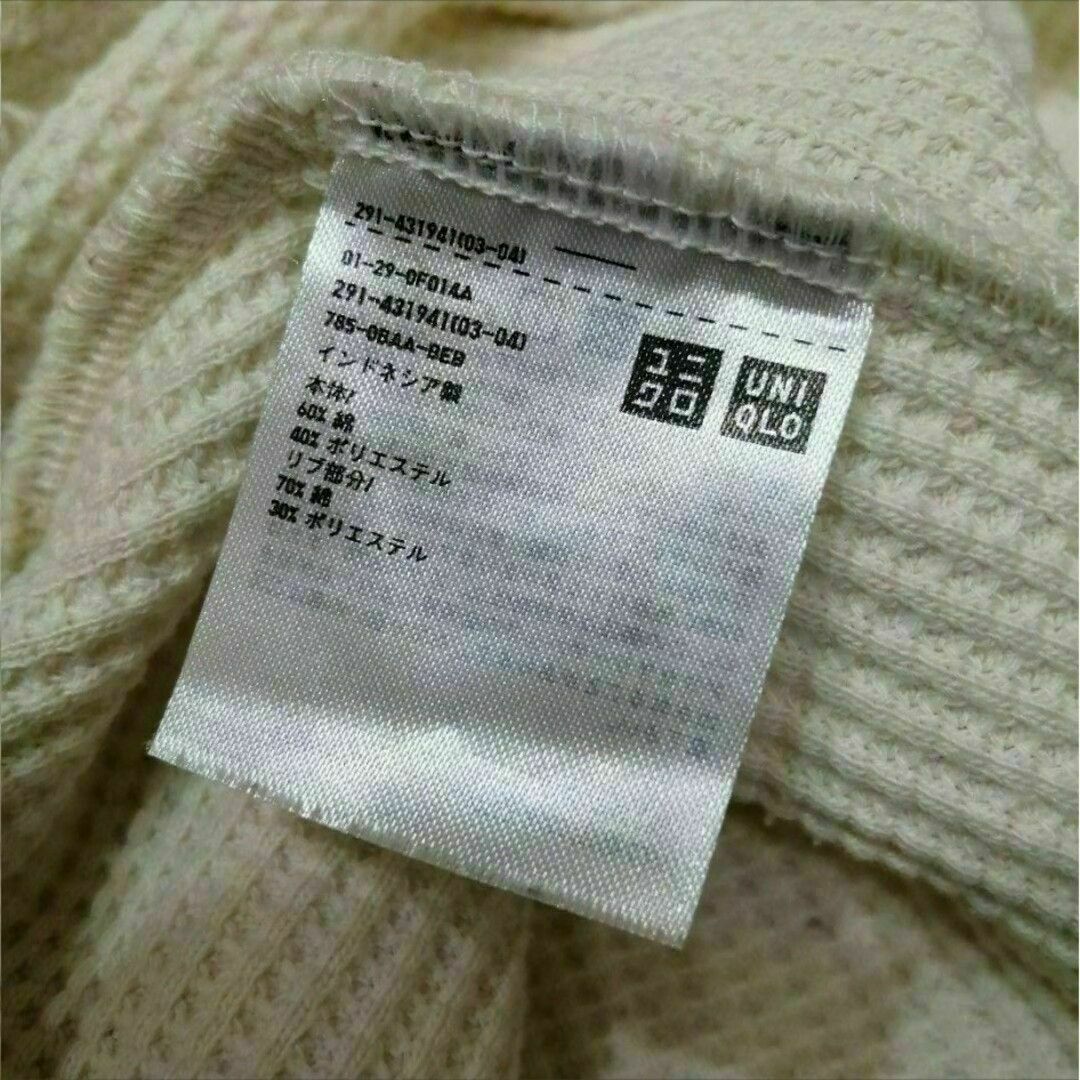 291-431941(03-04)
01-29-0F014A
291-431941(03-04)
785-0BAA-BEB
インドネシア製
本体/
60% 綿
40% ポリエステル
リブ部分/
70% 綿
30% ポリエステル
ユニ
クロ
UNI
QLO